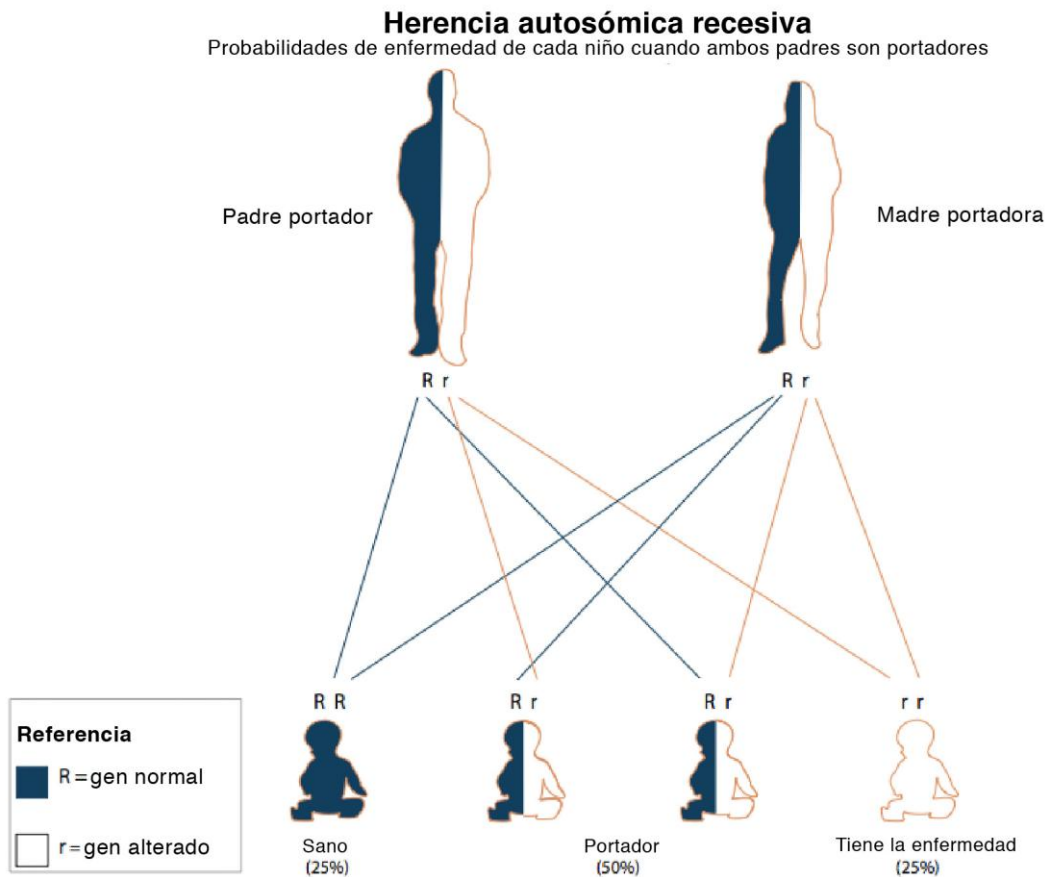 Herencia autosómica recesiva
Probabilidades de enfermedad de cada niño cuando ambos padres son portadores
Padre portador
Madre portadora
R r
R r
R R
R r
R r
r r
Referencia
R=gen normal
r=gen alterado
Sano
(25%)
Portador
(50%)
Tiene la enfermedad
(25%)